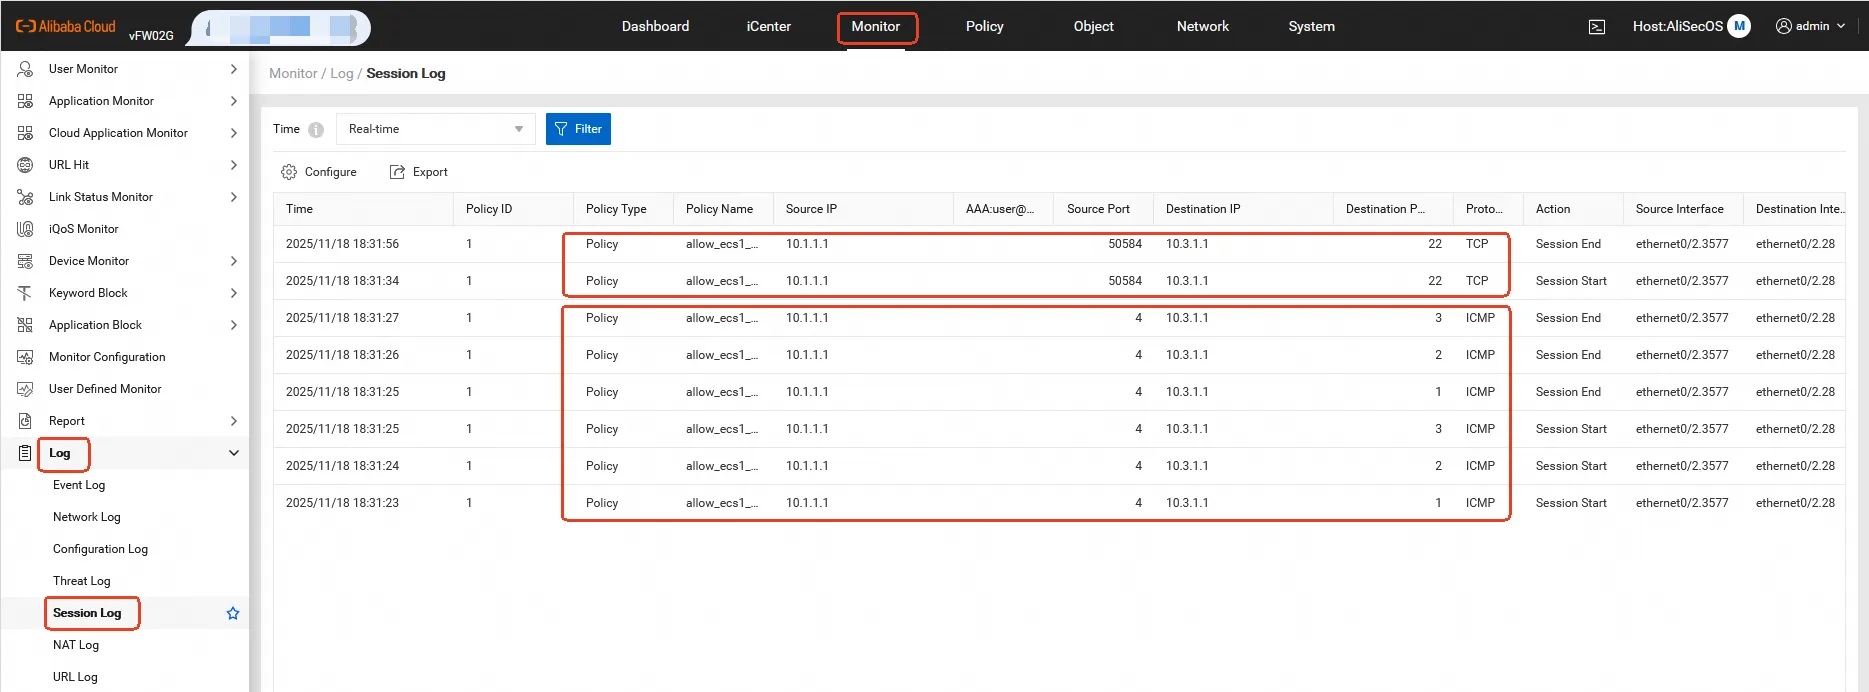 Alibaba Cloud vFW02G Dashboard iCenter Monitor Policy Object Network System Host:AliSecOS M admin
User Monitor
Application Monitor
Cloud Application Monitor
URL Hit
Link Status Monitor
iQoS Monitor
Device Monitor
Keyword Block
Application Block
Monitor Configuration
User Defined Monitor
Report
Log
Event Log
Network Log
Configuration Log
Threat Log
Session Log
NAT Log
URL Log
Monitor / Log / Session Log
Time Real-time Filter
Configure Export
Time Policy ID Policy Type Policy Name Source IP AAA:user@... Source Port Destination IP Destination P... Proto... Action Source Interface Destination Inte...
2025/11/18 18:31:56 1 Policy allow_ecs1_... 10.1.1.1 50584 10.3.1.1 22 TCP Session End ethernet0/2.3577 ethernet0/2.28
2025/11/18 18:31:34 1 Policy allow_ecs1_... 10.1.1.1 50584 10.3.1.1 22 TCP Session Start ethernet0/2.3577 ethernet0/2.28
2025/11/18 18:31:27 1 Policy allow_ecs1_... 10.1.1.1 4 10.3.1.1 3 ICMP Session End ethernet0/2.3577 ethernet0/2.28
2025/11/18 18:31:26 1 Policy allow_ecs1_... 10.1.1.1 4 10.3.1.1 2 ICMP Session End ethernet0/2.3577 ethernet0/2.28
2025/11/18 18:31:25 1 Policy allow_ecs1_... 10.1.1.1 4 10.3.1.1 1 ICMP Session End ethernet0/2.3577 ethernet0/2.28
2025/11/18 18:31:25 1 Policy allow_ecs1_... 10.1.1.1 4 10.3.1.1 3 ICMP Session Start ethernet0/2.3577 ethernet0/2.28
2025/11/18 18:31:24 1 Policy allow_ecs1_... 10.1.1.1 4 10.3.1.1 2 ICMP Session Start ethernet0/2.3577 ethernet0/2.28
2025/11/18 18:31:23 1 Policy allow_ecs1_... 10.1.1.1 4 10.3.1.1 1 ICMP Session Start ethernet0/2.3577 ethernet0/2.28